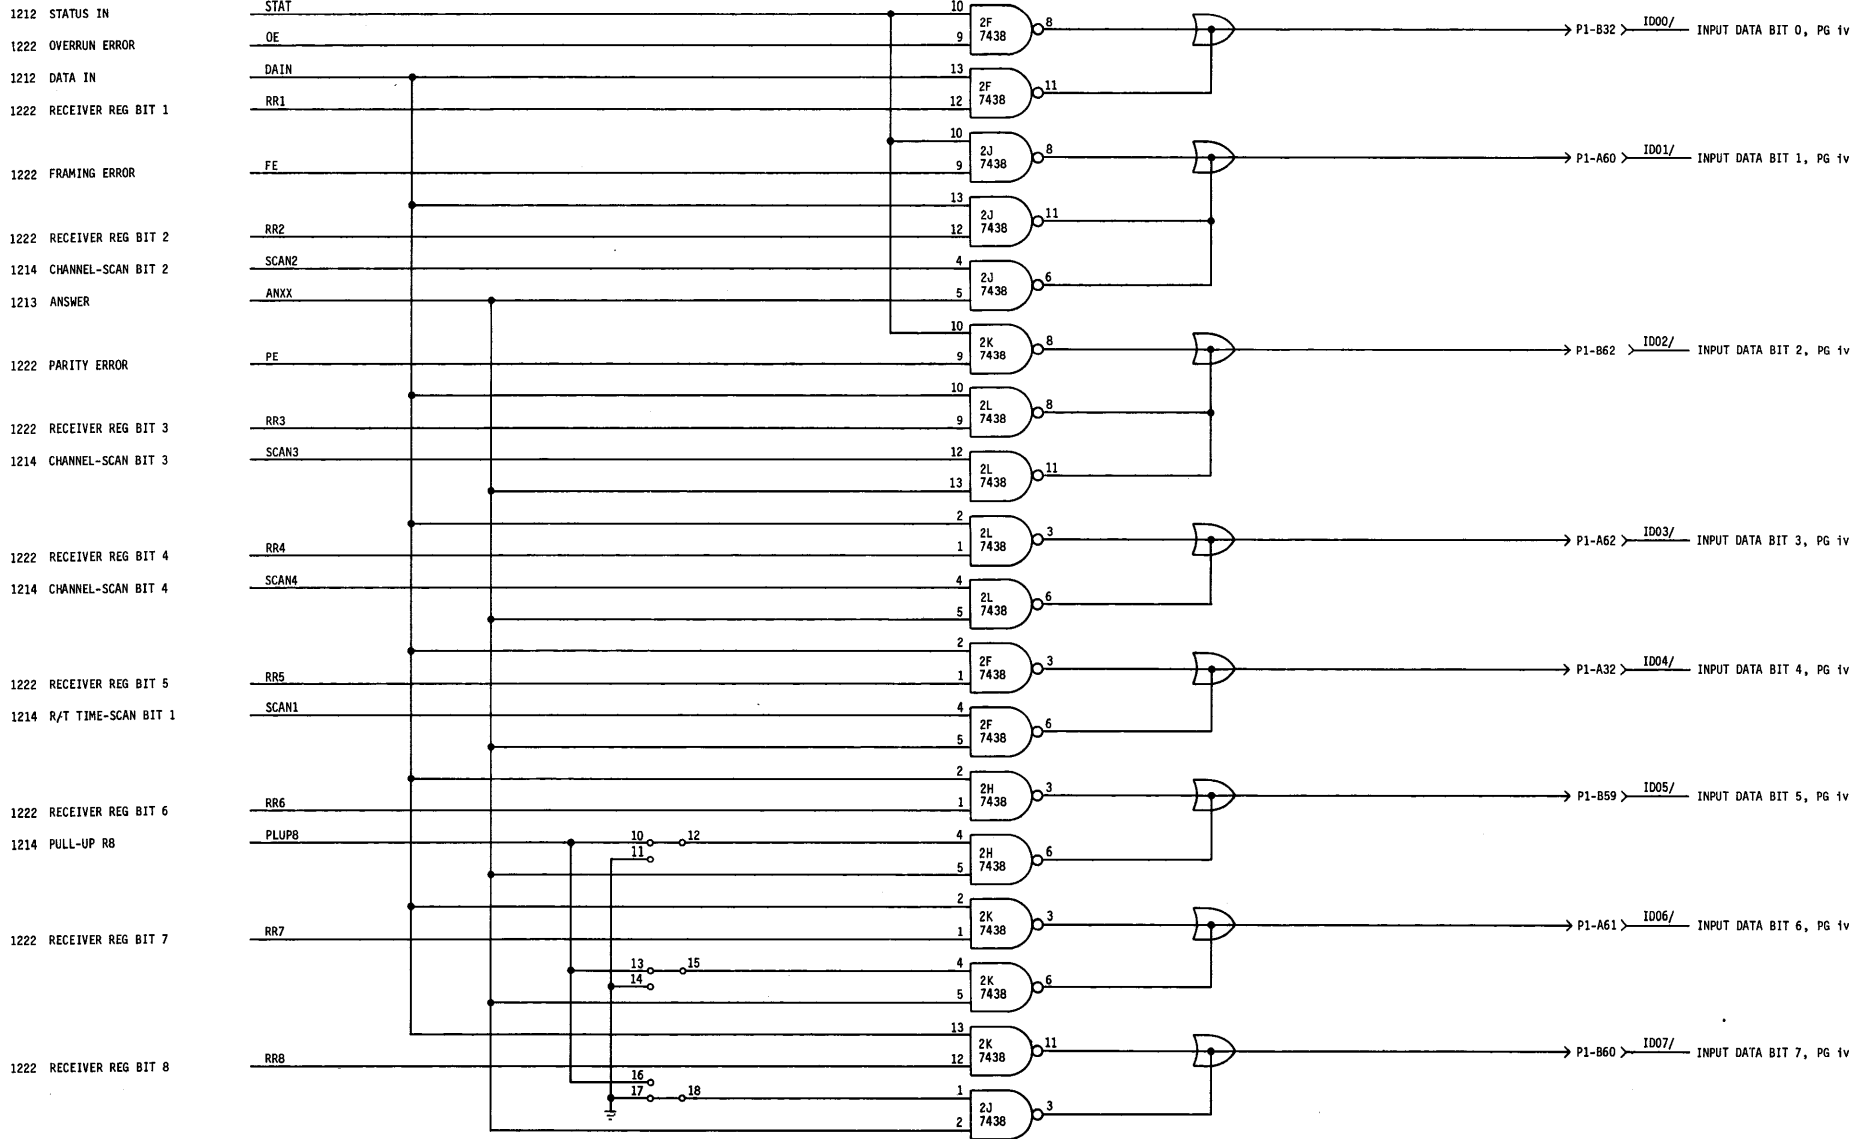 1212 STATUS IN STAT 10 2F 7438 8 P1-B32 ID00/ INPUT DATA BIT 0, PG iv
1222 OVERRUN ERROR OE 9
1212 DATA IN DAIN 13 2F 7438 11
1222 RECEIVER REG BIT 1 RR1 12
10 2J 7438 8 P1-A60 ID01/ INPUT DATA BIT 1, PG iv
1222 FRAMING ERROR FE 9
13 2J 7438 11
1222 RECEIVER REG BIT 2 RR2 12
1214 CHANNEL-SCAN BIT 2 SCAN2 4 2J 7438 6
1213 ANSWER ANXX 5
10 2K 7438 8 P1-B62 ID02/ INPUT DATA BIT 2, PG iv
1222 PARITY ERROR PE 9
10 2L 7438 8
1222 RECEIVER REG BIT 3 RR3 9
1214 CHANNEL-SCAN BIT 3 SCAN3 12 2L 7438 11
13
2 2L 7438 3 P1-A62 ID03/ INPUT DATA BIT 3, PG iv
1222 RECEIVER REG BIT 4 RR4 1
1214 CHANNEL-SCAN BIT 4 SCAN4 4 2L 7438 6
5
2 2F 7438 3 P1-A32 ID04/ INPUT DATA BIT 4, PG iv
1222 RECEIVER REG BIT 5 RR5 1
1214 R/T TIME-SCAN BIT 1 SCAN1 4 2F 7438 6
5
2 2H 7438 3 P1-B59 ID05/ INPUT DATA BIT 5, PG iv
1222 RECEIVER REG BIT 6 RR6 1
1214 PULL-UP R8 PLUP8 10 12 4 2H 7438 6
11 5
2 2K 7438 3 P1-A61 ID06/ INPUT DATA BIT 6, PG iv
1222 RECEIVER REG BIT 7 RR7 1
13 15 4 2K 7438 6
14 5
13 2K 7438 11 P1-B60 ID07/ INPUT DATA BIT 7, PG iv
1222 RECEIVER REG BIT 8 RR8 12
16
17 18 1 2J 7438 3
2